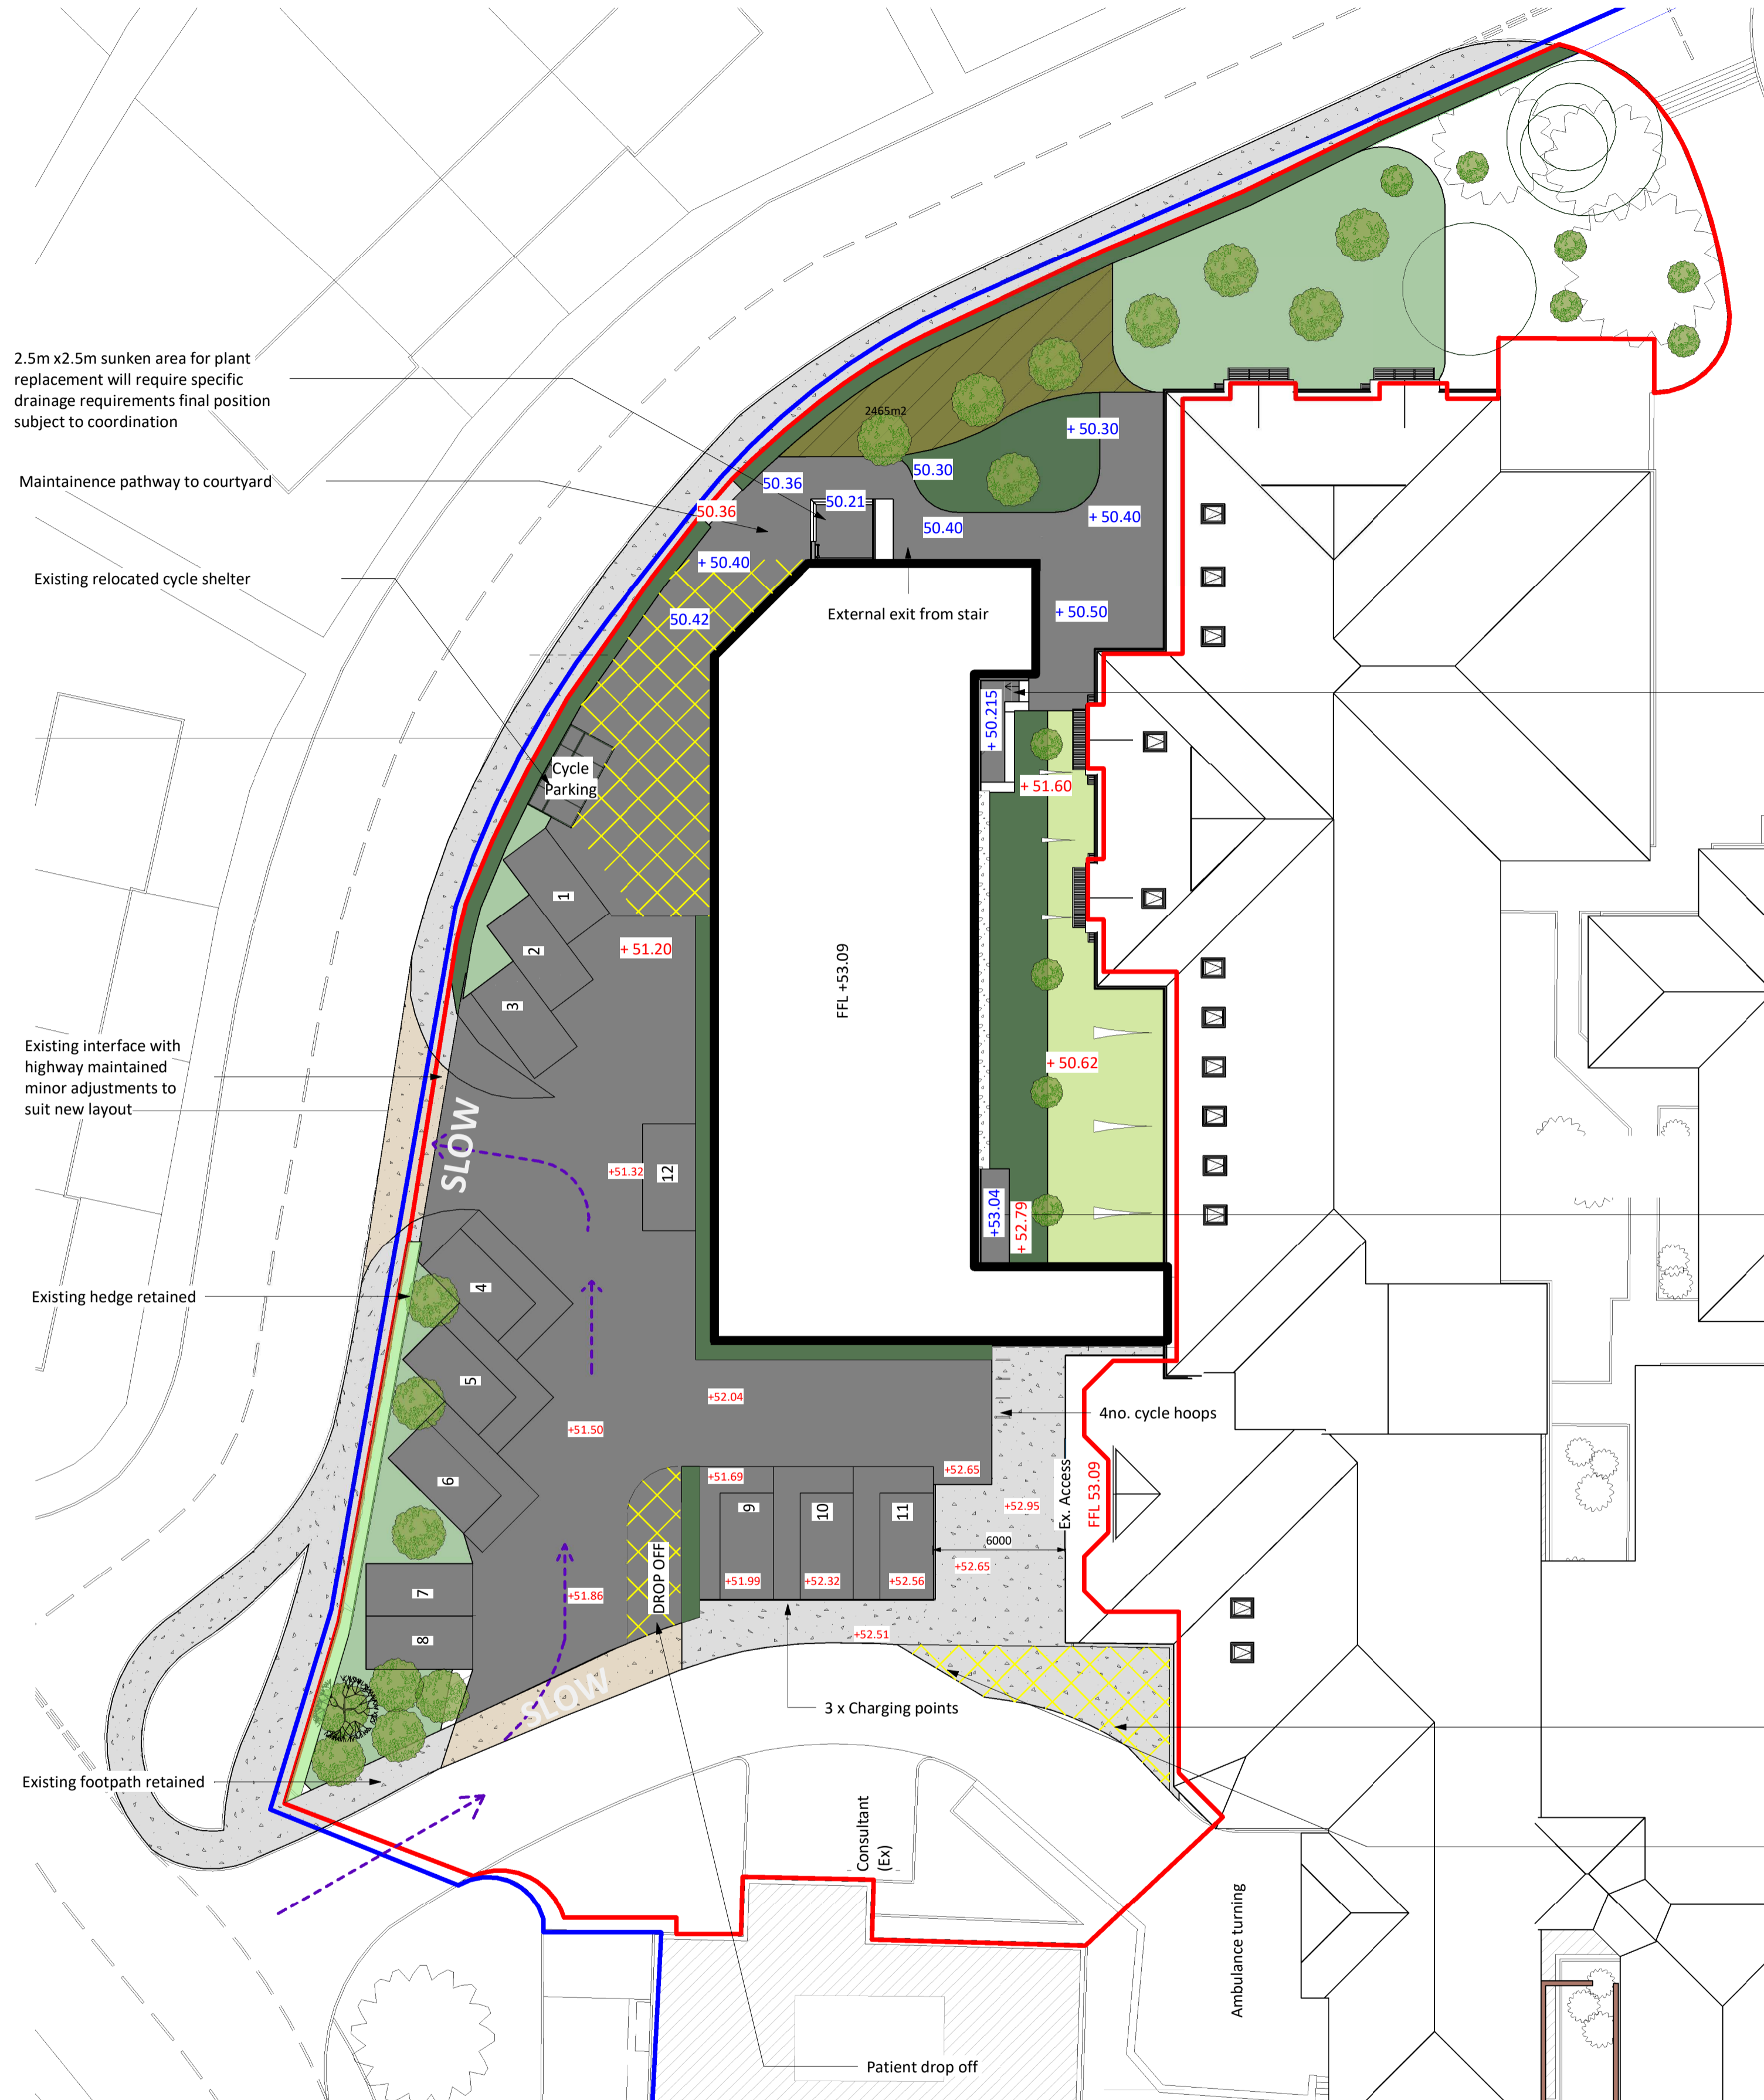 2.5m x2.5m sunken area for plant
replacement will require specific
drainage requirements final position
subject to coordination
2465m2
+ 50.30
50.30
50.36
50.21
Maintainence pathway to courtyard
50.36
50.40
+ 50.40
+ 50.40
Existing relocated cycle shelter
External exit from stair
50.42
+ 50.50
+ 50.215
Cycle
Parking
+ 51.60
1
2
3
+ 51.20
FFL +53.09
Existing interface with
highway maintained
minor adjustments to
suit new layout
+ 50.62
SLOW
12
+51.32
+53.04
+ 52.79
Existing hedge retained
4
5
6
+52.04
+51.50
4no. cycle hoops
+51.69
+52.65
9
10
11
+52.95
Ex. Access
FFL 53.09
6000
+52.65
+51.99
+52.32
+52.56
DROP OFF
+51.86
7
8
+52.51
SLOW
3 x Charging points
Existing footpath retained
Consultant
(Ex)
Ambulance turning
Patient drop off